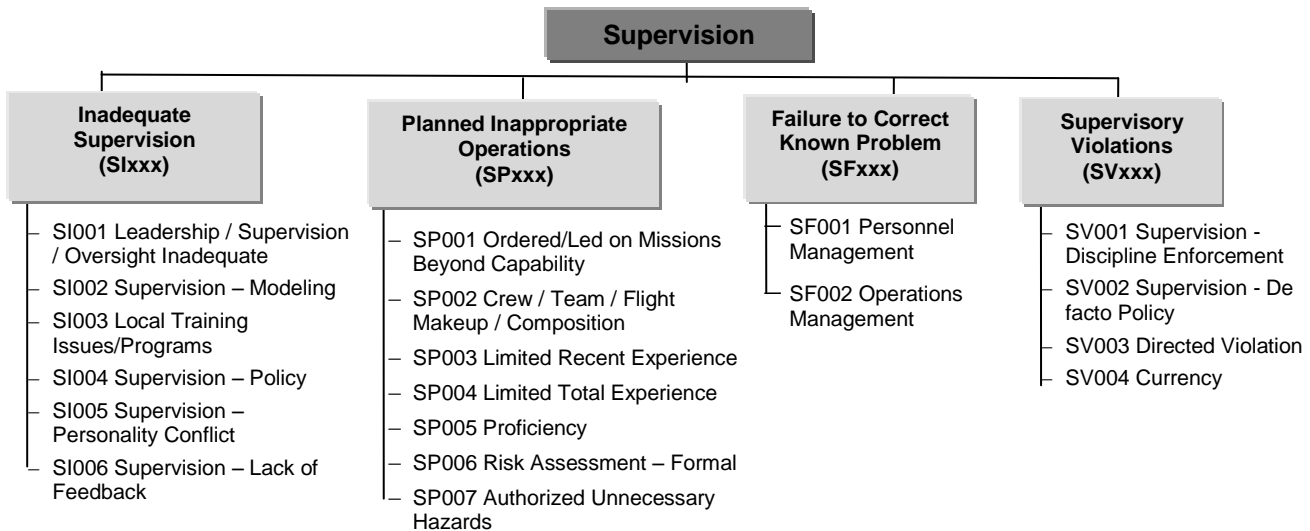 Supervision
Inadequate
Supervision
(SIxxx)
SI001 Leadership / Supervision
/ Oversight Inadequate
SI002 Supervision – Modeling
SI003 Local Training
Issues/Programs
SI004 Supervision – Policy
SI005 Supervision –
Personality Conflict
SI006 Supervision – Lack of
Feedback
Planned Inappropriate
Operations
(SPxxx)
SP001 Ordered/Led on Missions
Beyond Capability
SP002 Crew / Team / Flight
Makeup / Composition
SP003 Limited Recent Experience
SP004 Limited Total Experience
SP005 Proficiency
SP006 Risk Assessment – Formal
SP007 Authorized Unnecessary
Hazards
Failure to Correct
Known Problem
(SFxxx)
SF001 Personnel
Management
SF002 Operations
Management
Supervisory
Violations
(SVxxx)
SV001 Supervision -
Discipline Enforcement
SV002 Supervision - De
facto Policy
SV003 Directed Violation
SV004 Currency